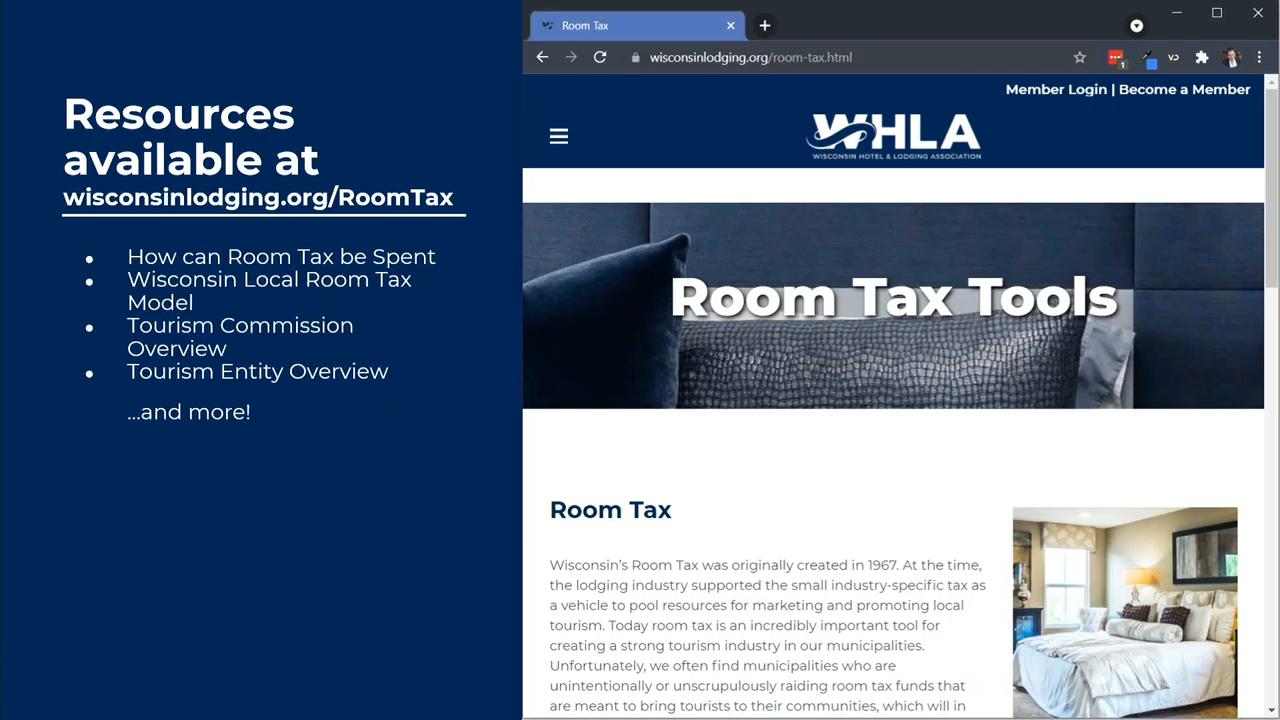 Resources
available at
wisconsinlodging.org/RoomTax
• How can Room Tax be Spent
• Wisconsin Local Room Tax
Model
• Tourism Commission
Overview
• Tourism Entity Overview
...and more!
Room Tax
wisconsinlodging.org/room-tax.html
1
Member Login | Become a Member
WHLA
WISCONSIN HOTEL & LODGING ASSOCIATION
Room Tax Tools
Room Tax
Wisconsin’s Room Tax was originally created in 1967. At the time,
the lodging industry supported the small industry-specific tax as
a vehicle to pool resources for marketing and promoting local
tourism. Today room tax is an incredibly important tool for
creating a strong tourism industry in our municipalities.
Unfortunately, we often find municipalities who are
unintentionally or unscrupulously raiding room tax funds that
are meant to bring tourists to their communities, which will in